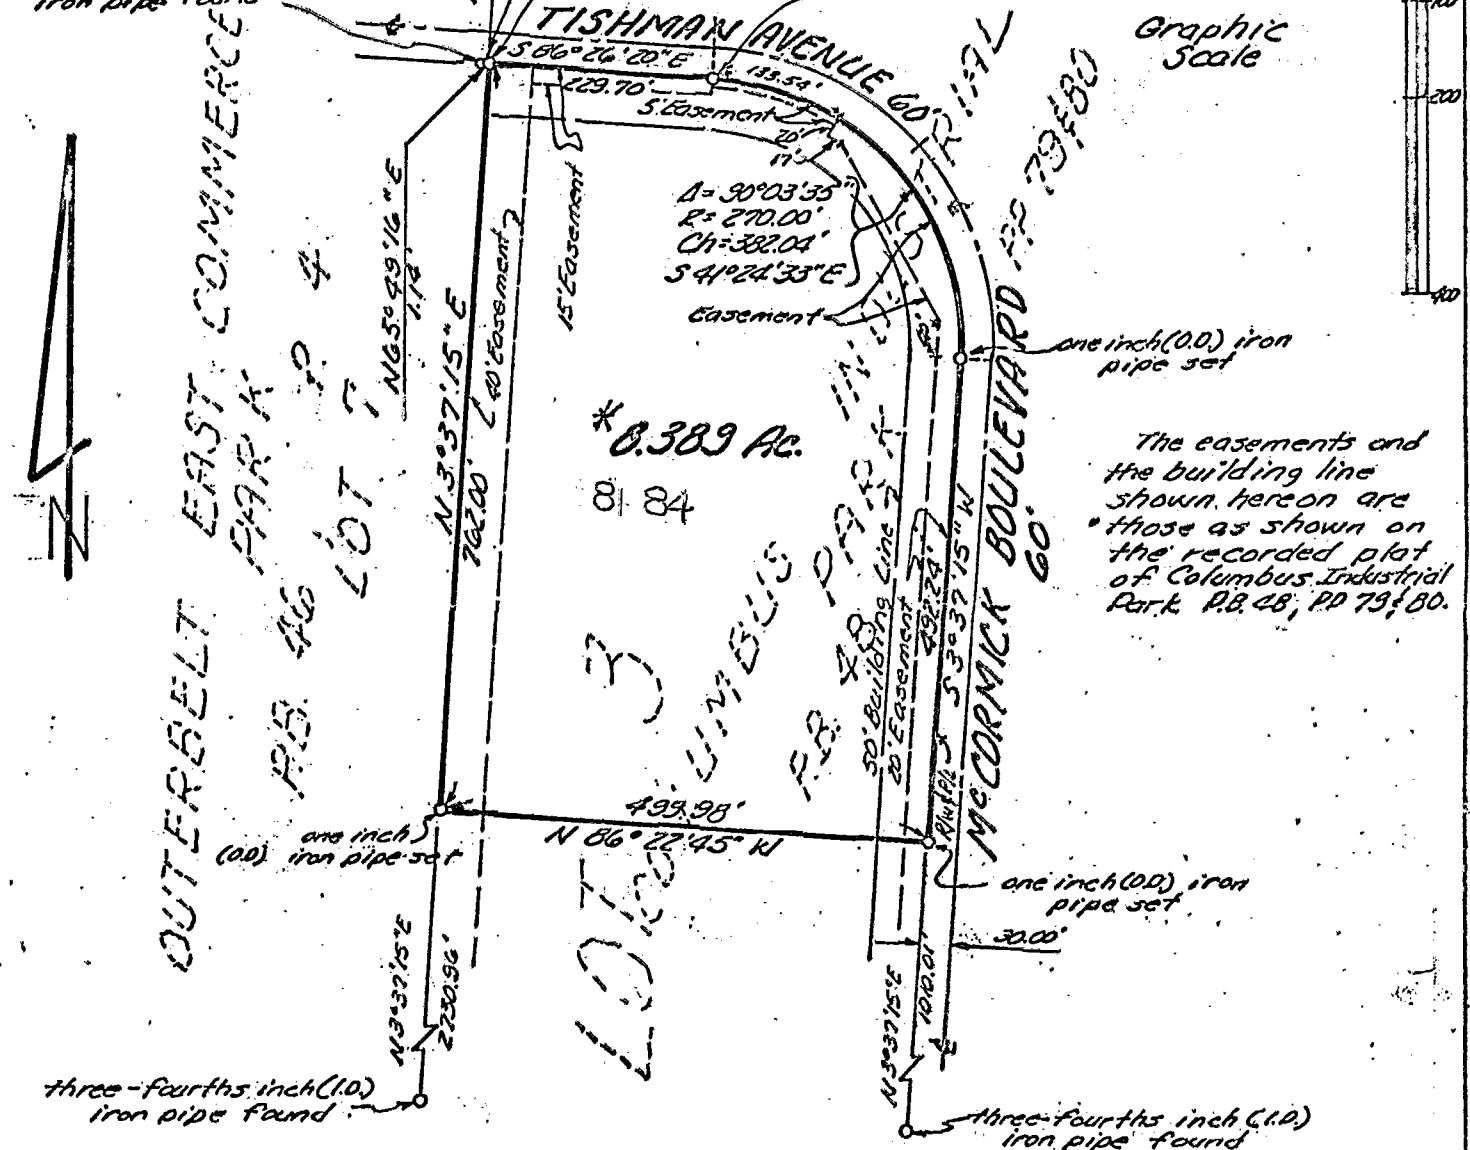 iron pipe found
TISHMAN AVENUE 60'
Graphic
Scale
100
200
400
S 86° 26' 20" E
229.70'
133.54'
5' Easement
20'
17'
15' Easement
Δ= 90°03'35"
R= 270.00'
Ch=382.04'
S 41°24'33" E
Easement
N65° 49' 16" E
1.14'
N 3° 37' 15" E
762.00'
40' Easement
OUTERBELT EAST COMMERCE
PARK
P.B. 46 P. 4
LOT 7
*8.389 Ac.
81 84
one inch (O.D.) iron
pipe set
McCORMICK BOULEVARD
60'
PP 79 & 80
The easements and
the building line
shown hereon are
those as shown on
the recorded plat
of Columbus Industrial
Park P.B. 48, PP 79 & 80.
PARK
P.B. 48
50' Building Line
20' Easement
492.24'
S 3° 37' 15" W
R/W & P/L
LOT 3
499.98'
N 86° 22' 45" W
one inch
(O.D.) iron pipe set
one inch (O.D.) iron
pipe set
30.00'
N 3° 37' 15" E
2730.96'
N 3° 37' 15" E
1010.01'
three-fourths inch (I.D.)
iron pipe found
three-fourths inch (I.D.)
iron pipe found
N